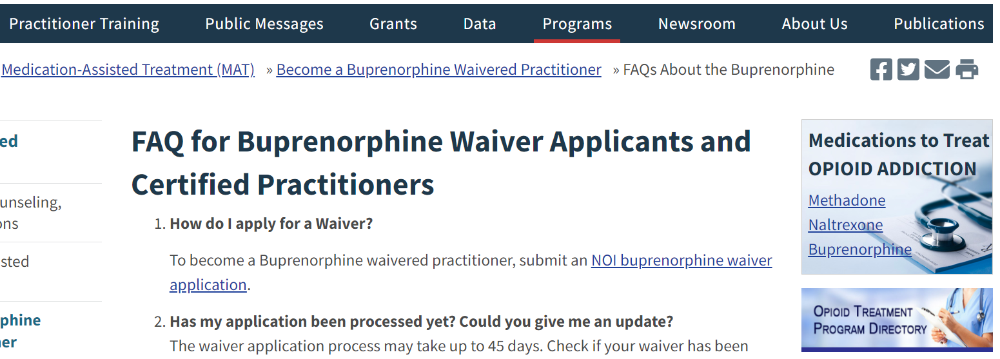 Practitioner Training Public Messages Grants Data Programs Newsroom About Us Publications
Medication-Assisted Treatment (MAT) » Become a Buprenorphine Waivered Practitioner » FAQs About the Buprenorphine
ed
unseling,
ons
sted
phine
er
FAQ for Buprenorphine Waiver Applicants and
Certified Practitioners
1. How do I apply for a Waiver?
To become a Buprenorphine waivered practitioner, submit an NOI buprenorphine waiver
application.
2. Has my application been processed yet? Could you give me an update?
The waiver application process may take up to 45 days. Check if your waiver has been
Medications to Treat
OPIOID ADDICTION
Methadone
Naltrexone
Buprenorphine
OPIOID TREATMENT
PROGRAM DIRECTORY